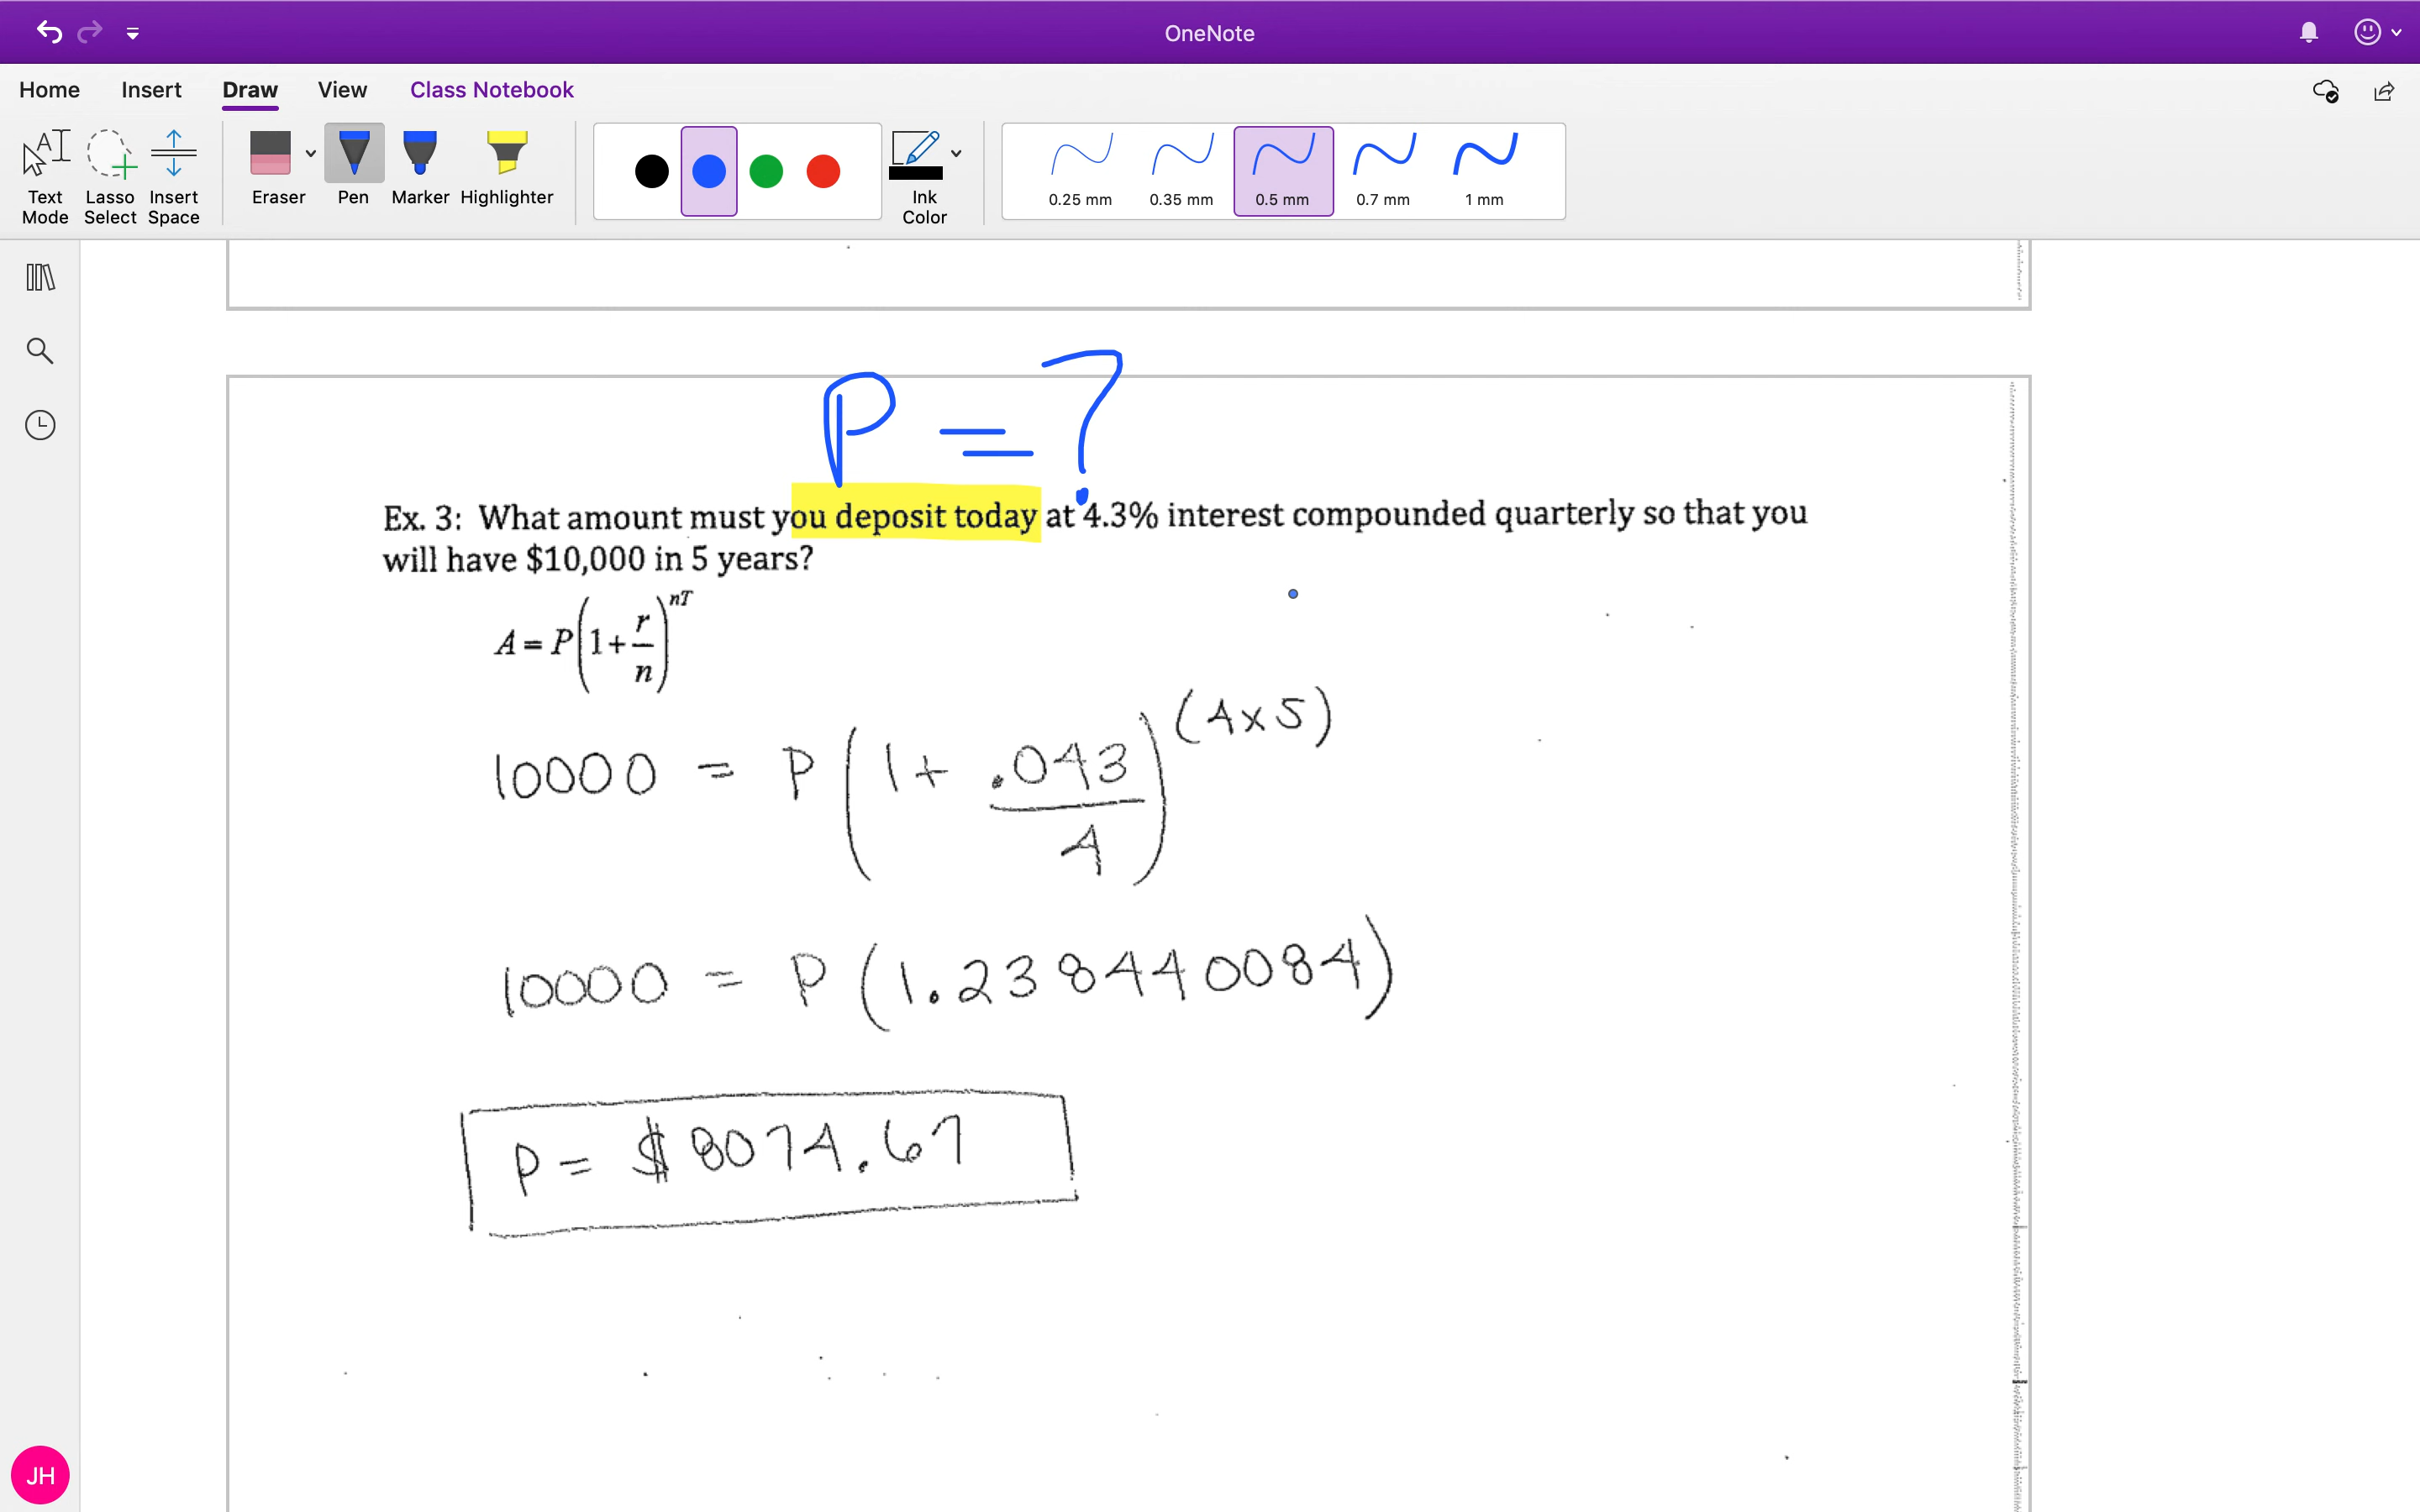 OneNote
Home Insert Draw View Class Notebook
Text Mode Lasso Select Insert Space Eraser Pen Marker Highlighter Ink Color 0.25 mm 0.35 mm 0.5 mm 0.7 mm 1 mm
P = ?
Ex. 3: What amount must you deposit today at 4.3% interest compounded quarterly so that you
will have $10,000 in 5 years?
A = P(1 + r/n)^nT
10000 = P(1 + .043/4)^(4×5)
10000 = P(1.238440084)
P = $8074.67
JH